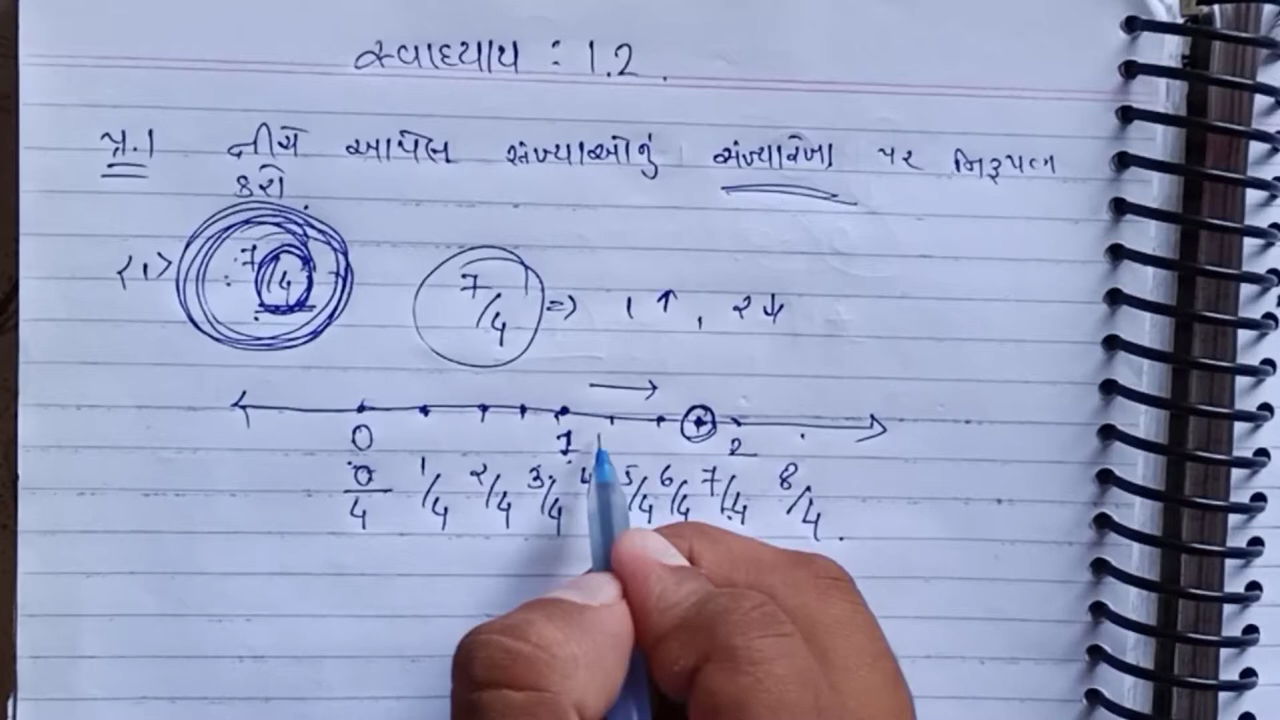 સ્વાધ્યાય : 1.2.
પ્ર.1 નીચે આપેલ સંખ્યાઓનું સંખ્યારેખા પર નિરૂપણ
કરો.
<1> 7/4 7/4 => 1↑, 2↓
0 1 2
0/4 1/4 2/4 3/4 4 5/4 6/4 7/4 8/4.